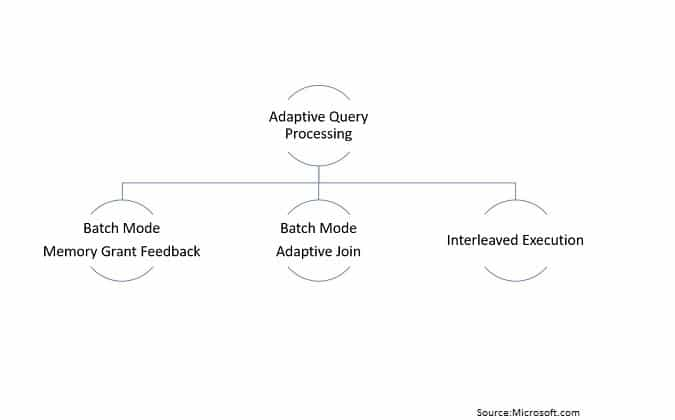 Adaptive Query
Processing
Batch Mode
Memory Grant Feedback
Batch Mode
Adaptive Join
Interleaved Execution
Source:Microsoft.com